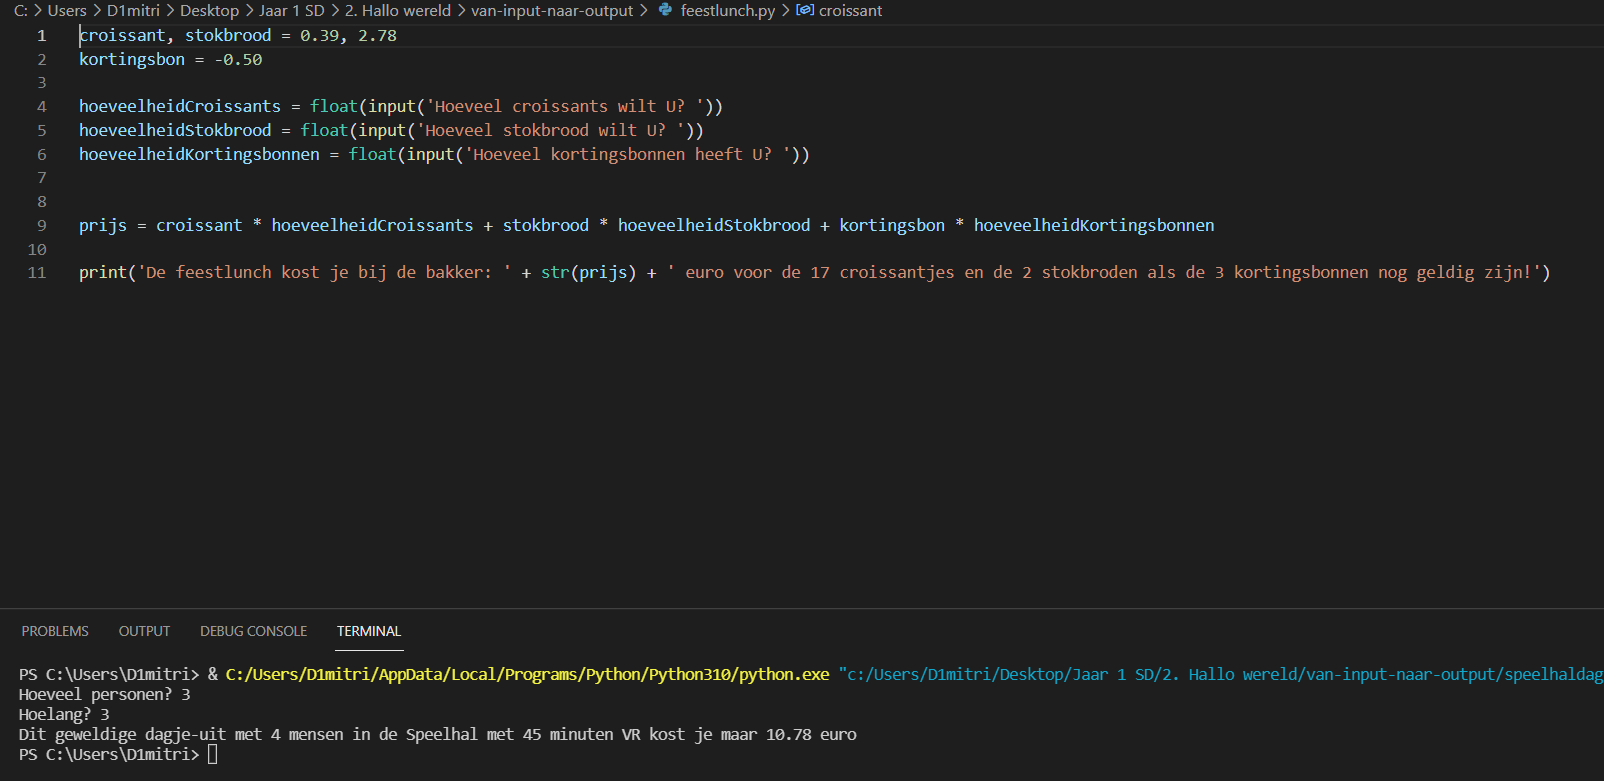 C: > Users > D1mitri > Desktop > Jaar 1 SD > 2. Hallo wereld > van-input-naar-output > feestlunch.py > croissant
1 croissant, stokbrood = 0.39, 2.78
2 kortingsbon = -0.50
3
4 hoeveelheidCroissants = float(input('Hoeveel croissants wilt U? '))
5 hoeveelheidStokbrood = float(input('Hoeveel stokbrood wilt U? '))
6 hoeveelheidKortingsbonnen = float(input('Hoeveel kortingsbonnen heeft U? '))
7
8
9 prijs = croissant * hoeveelheidCroissants + stokbrood * hoeveelheidStokbrood + kortingsbon * hoeveelheidKortingsbonnen
10
11 print('De feestlunch kost je bij de bakker: ' + str(prijs) + ' euro voor de 17 croissantjes en de 2 stokbroden als de 3 kortingsbonnen nog geldig zijn!')
PROBLEMS OUTPUT DEBUG CONSOLE TERMINAL
PS C:\Users\D1mitri> & C:/Users/D1mitri/AppData/Local/Programs/Python/Python310/python.exe "c:/Users/D1mitri/Desktop/Jaar 1 SD/2. Hallo wereld/van-input-naar-output/speelhaldag
Hoeveel personen? 3
Hoelang? 3
Dit geweldige dagje-uit met 4 mensen in de Speelhal met 45 minuten VR kost je maar 10.78 euro
PS C:\Users\D1mitri>